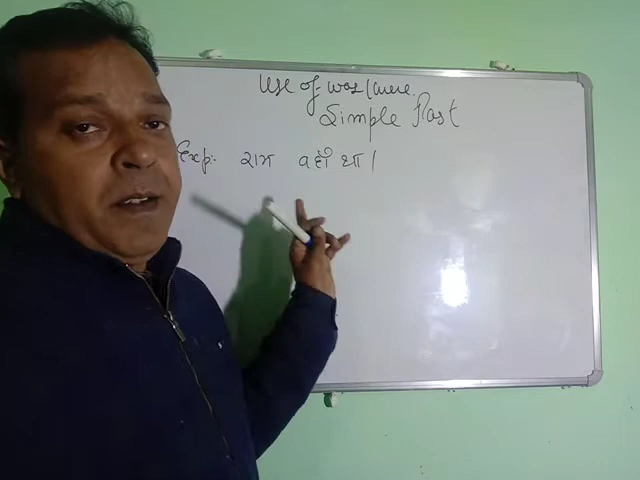 Use of was/were.
Simple Past
Exp:- राम वहाँ था।